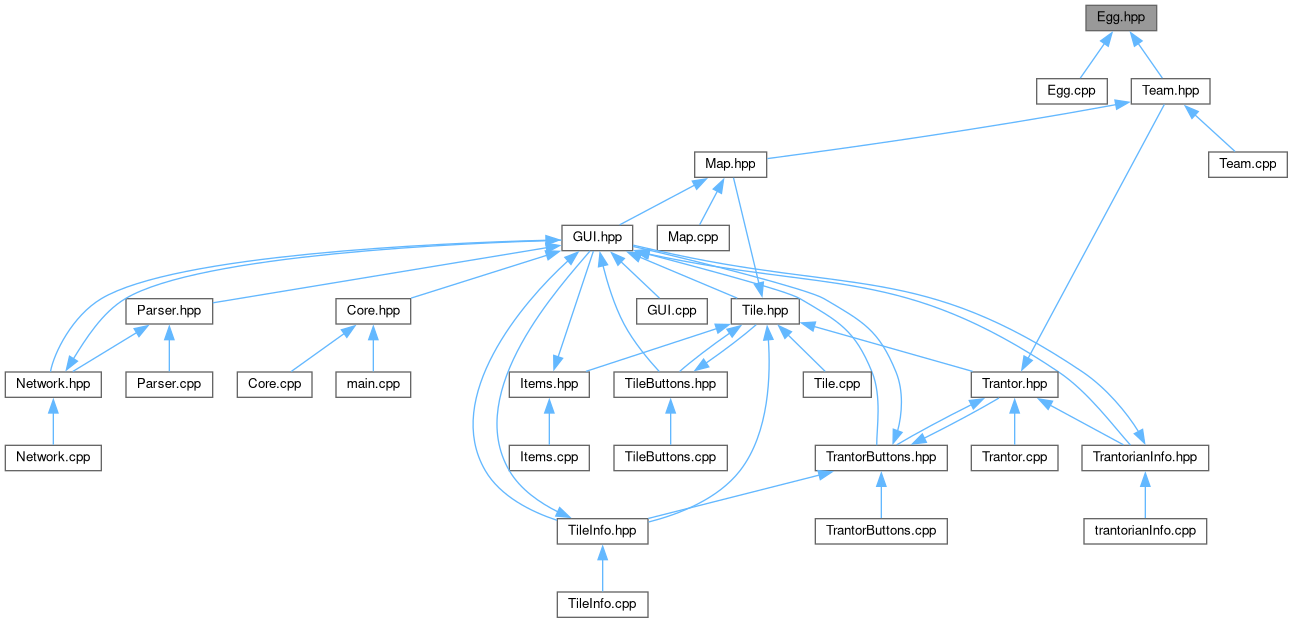 Egg.hpp
Egg.cpp
Team.hpp
Map.hpp
Team.cpp
GUI.hpp
Map.cpp
Parser.hpp
Core.hpp
GUI.cpp
Tile.hpp
Network.hpp
Parser.cpp
Core.cpp
main.cpp
Items.hpp
TileButtons.hpp
Tile.cpp
Trantor.hpp
Network.cpp
Items.cpp
TileButtons.cpp
TrantorButtons.hpp
Trantor.cpp
TrantorianInfo.hpp
TileInfo.hpp
TrantorButtons.cpp
trantorianInfo.cpp
TileInfo.cpp